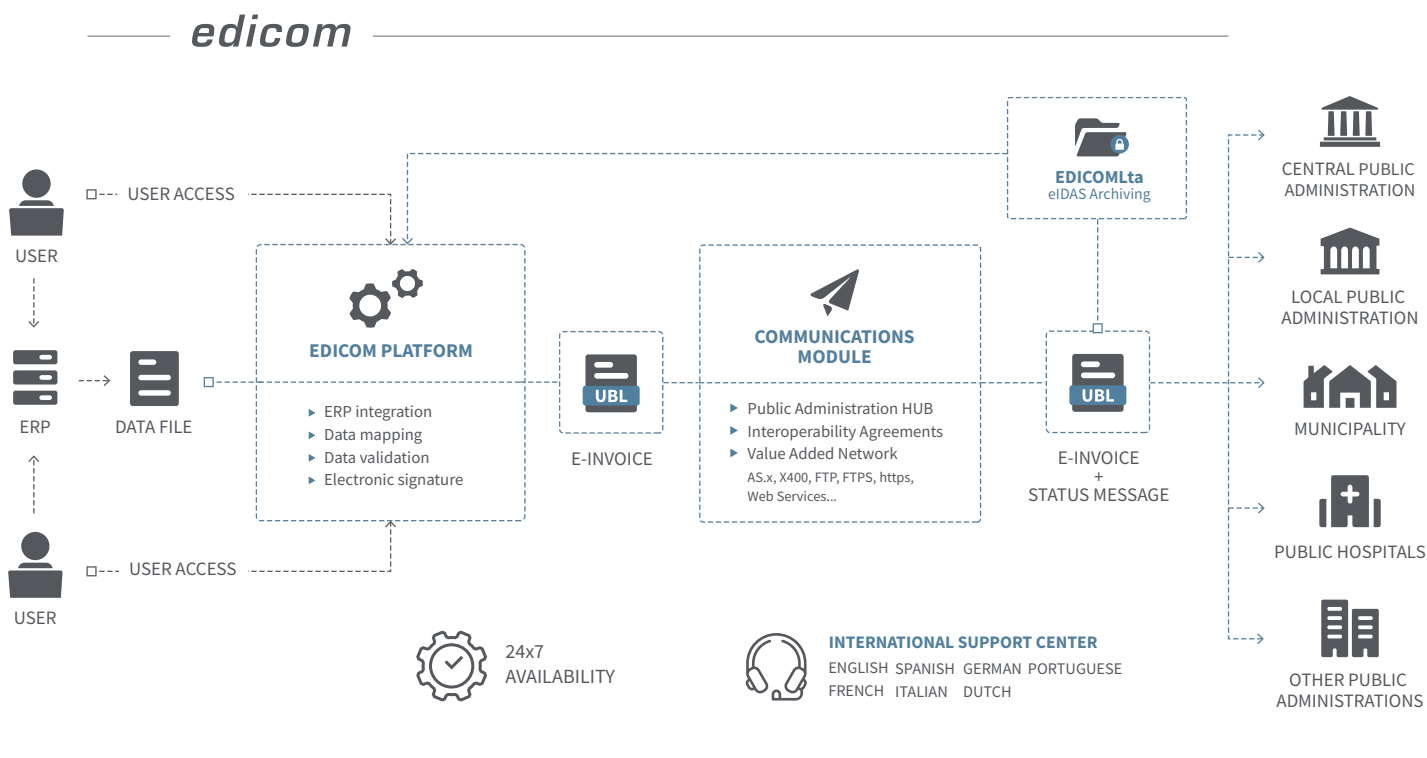 edicom
USER ACCESS
USER
ERP
DATA FILE
USER ACCESS
USER
EDICOM PLATFORM
ERP integration
Data mapping
Data validation
Electronic signature
UBL
E-INVOICE
COMMUNICATIONS
MODULE
Public Administration HUB
Interoperability Agreements
Value Added Network
AS.x, X400, FTP, FTPS, https,
Web Services...
EDICOMLta
eIDAS Archiving
UBL
E-INVOICE
+
STATUS MESSAGE
CENTRAL PUBLIC
ADMINISTRATION
LOCAL PUBLIC
ADMINISTRATION
MUNICIPALITY
PUBLIC HOSPITALS
OTHER PUBLIC
ADMINISTRATIONS
24x7
AVAILABILITY
INTERNATIONAL SUPPORT CENTER
ENGLISH SPANISH GERMAN PORTUGUESE
FRENCH ITALIAN DUTCH